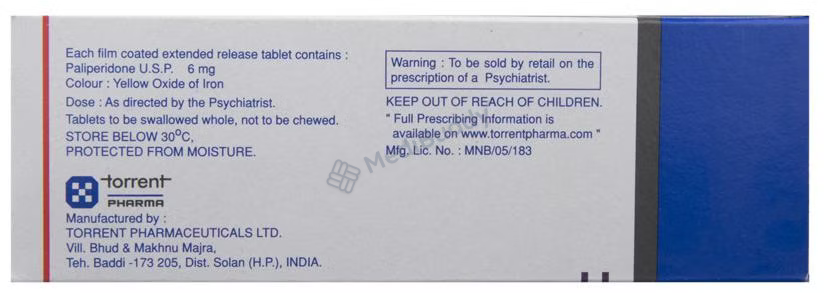 Each film coated extended release tablet contains :
Paliperidone U.S.P. 6 mg
Colour : Yellow Oxide of Iron
Dose : As directed by the Psychiatrist.
Tablets to be swallowed whole, not to be chewed.
STORE BELOW 30°C,
PROTECTED FROM MOISTURE.
torrent
PHARMA
Manufactured by :
TORRENT PHARMACEUTICALS LTD.
Vill. Bhud & Makhnu Majra,
Teh. Baddi -173 205, Dist. Solan (H.P.), INDIA.
Warning : To be sold by retail on the
prescription of a Psychiatrist.
KEEP OUT OF REACH OF CHILDREN.
" Full Prescribing information is
available on www.torrentpharma.com "
Mfg. Lic. No. : MNB/05/183
MediBuddy